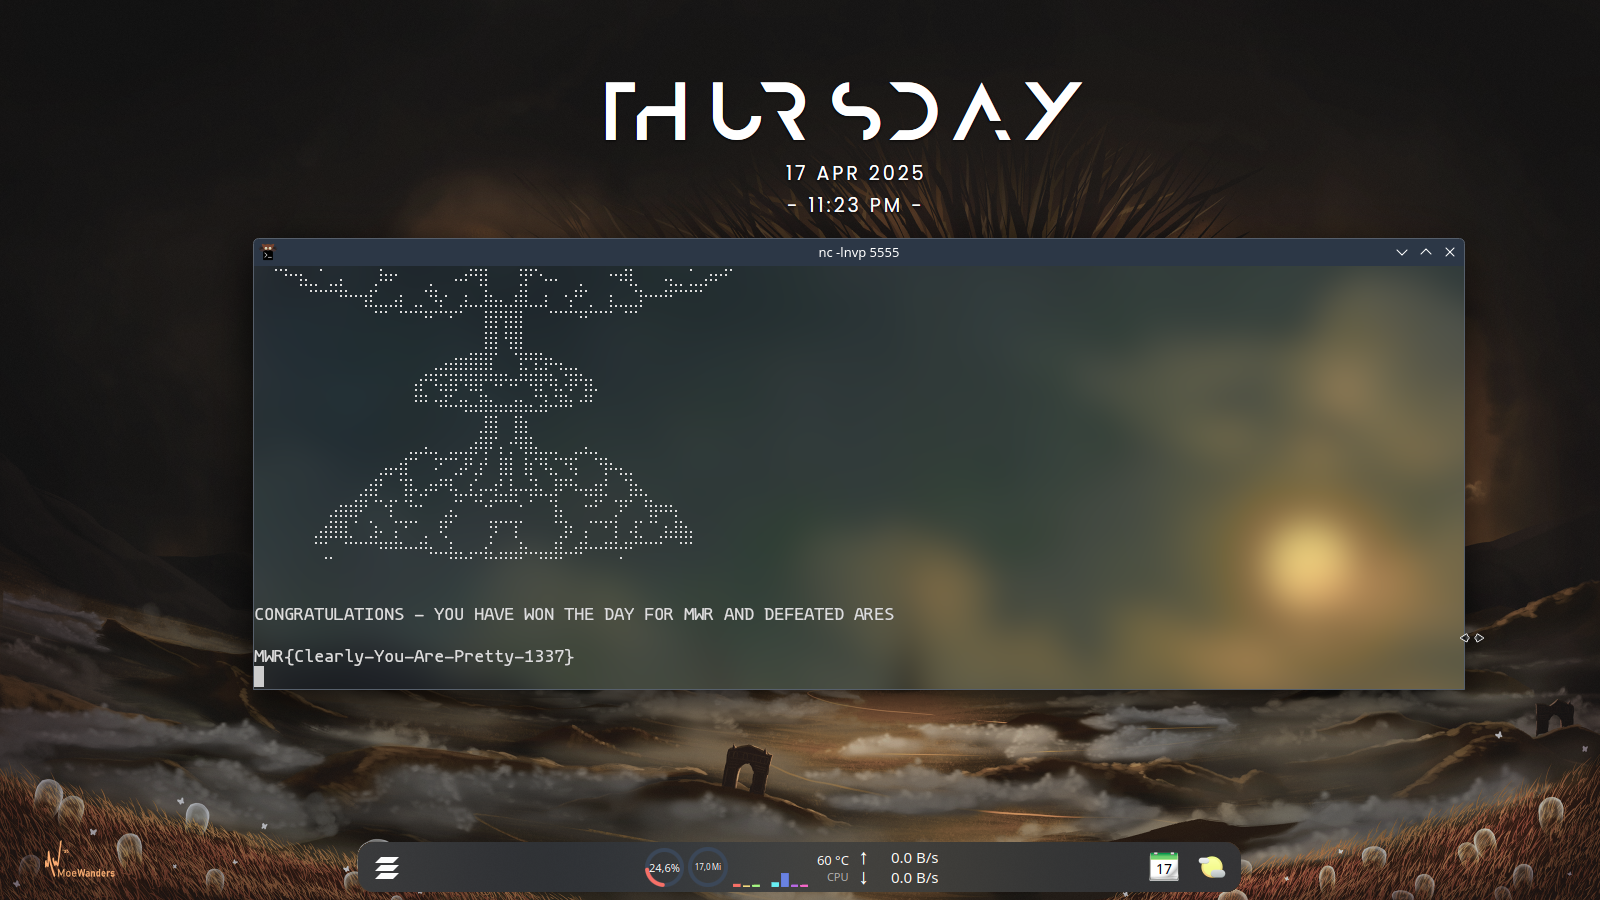 THURSDAY
17 APR 2025
- 11:23 PM -
nc -lnvp 5555
CONGRATULATIONS – YOU HAVE WON THE DAY FOR MWR AND DEFEATED ARES
MWR{Clearly-You-Are-Pretty-1337}
MoeWanders
24,6%
17,0 Mi
60 °C
CPU
↑ 0.0 B/s
↓ 0.0 B/s
17